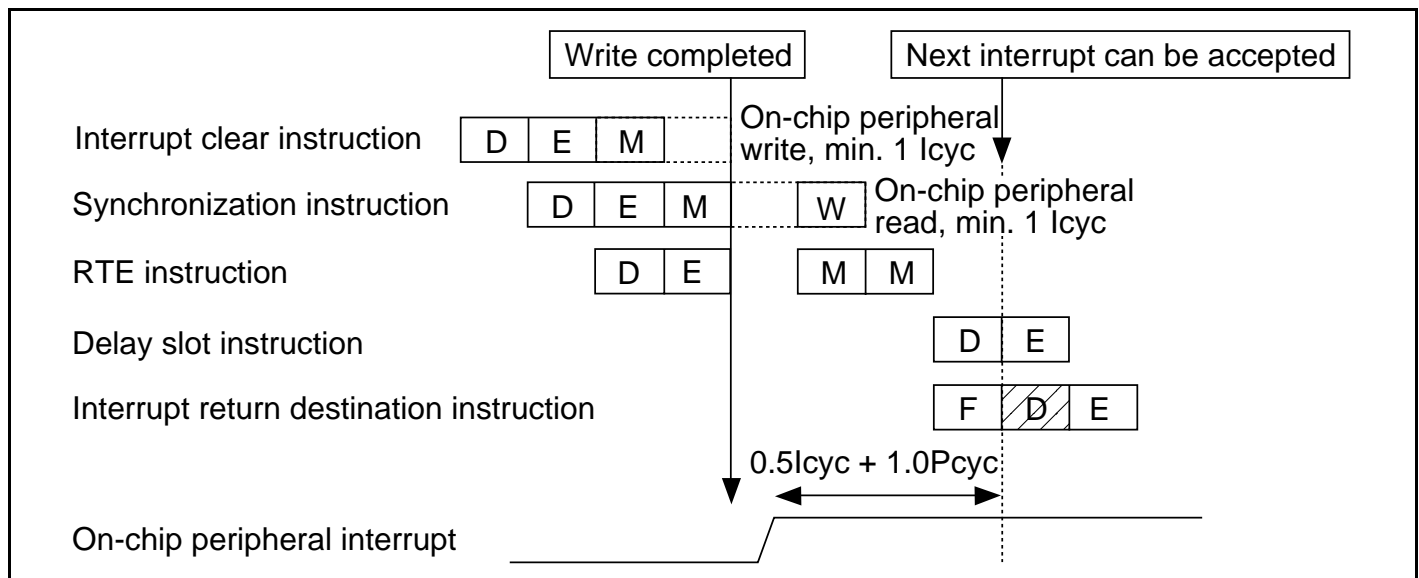 Write completed
Next interrupt can be accepted
Interrupt clear instruction
D E M
On-chip peripheral
write, min. 1 Icyc
Synchronization instruction
D E M W
On-chip peripheral
read, min. 1 Icyc
RTE instruction
D E M M
Delay slot instruction
D E
Interrupt return destination instruction
F D E
0.5Icyc + 1.0Pcyc
On-chip peripheral interrupt